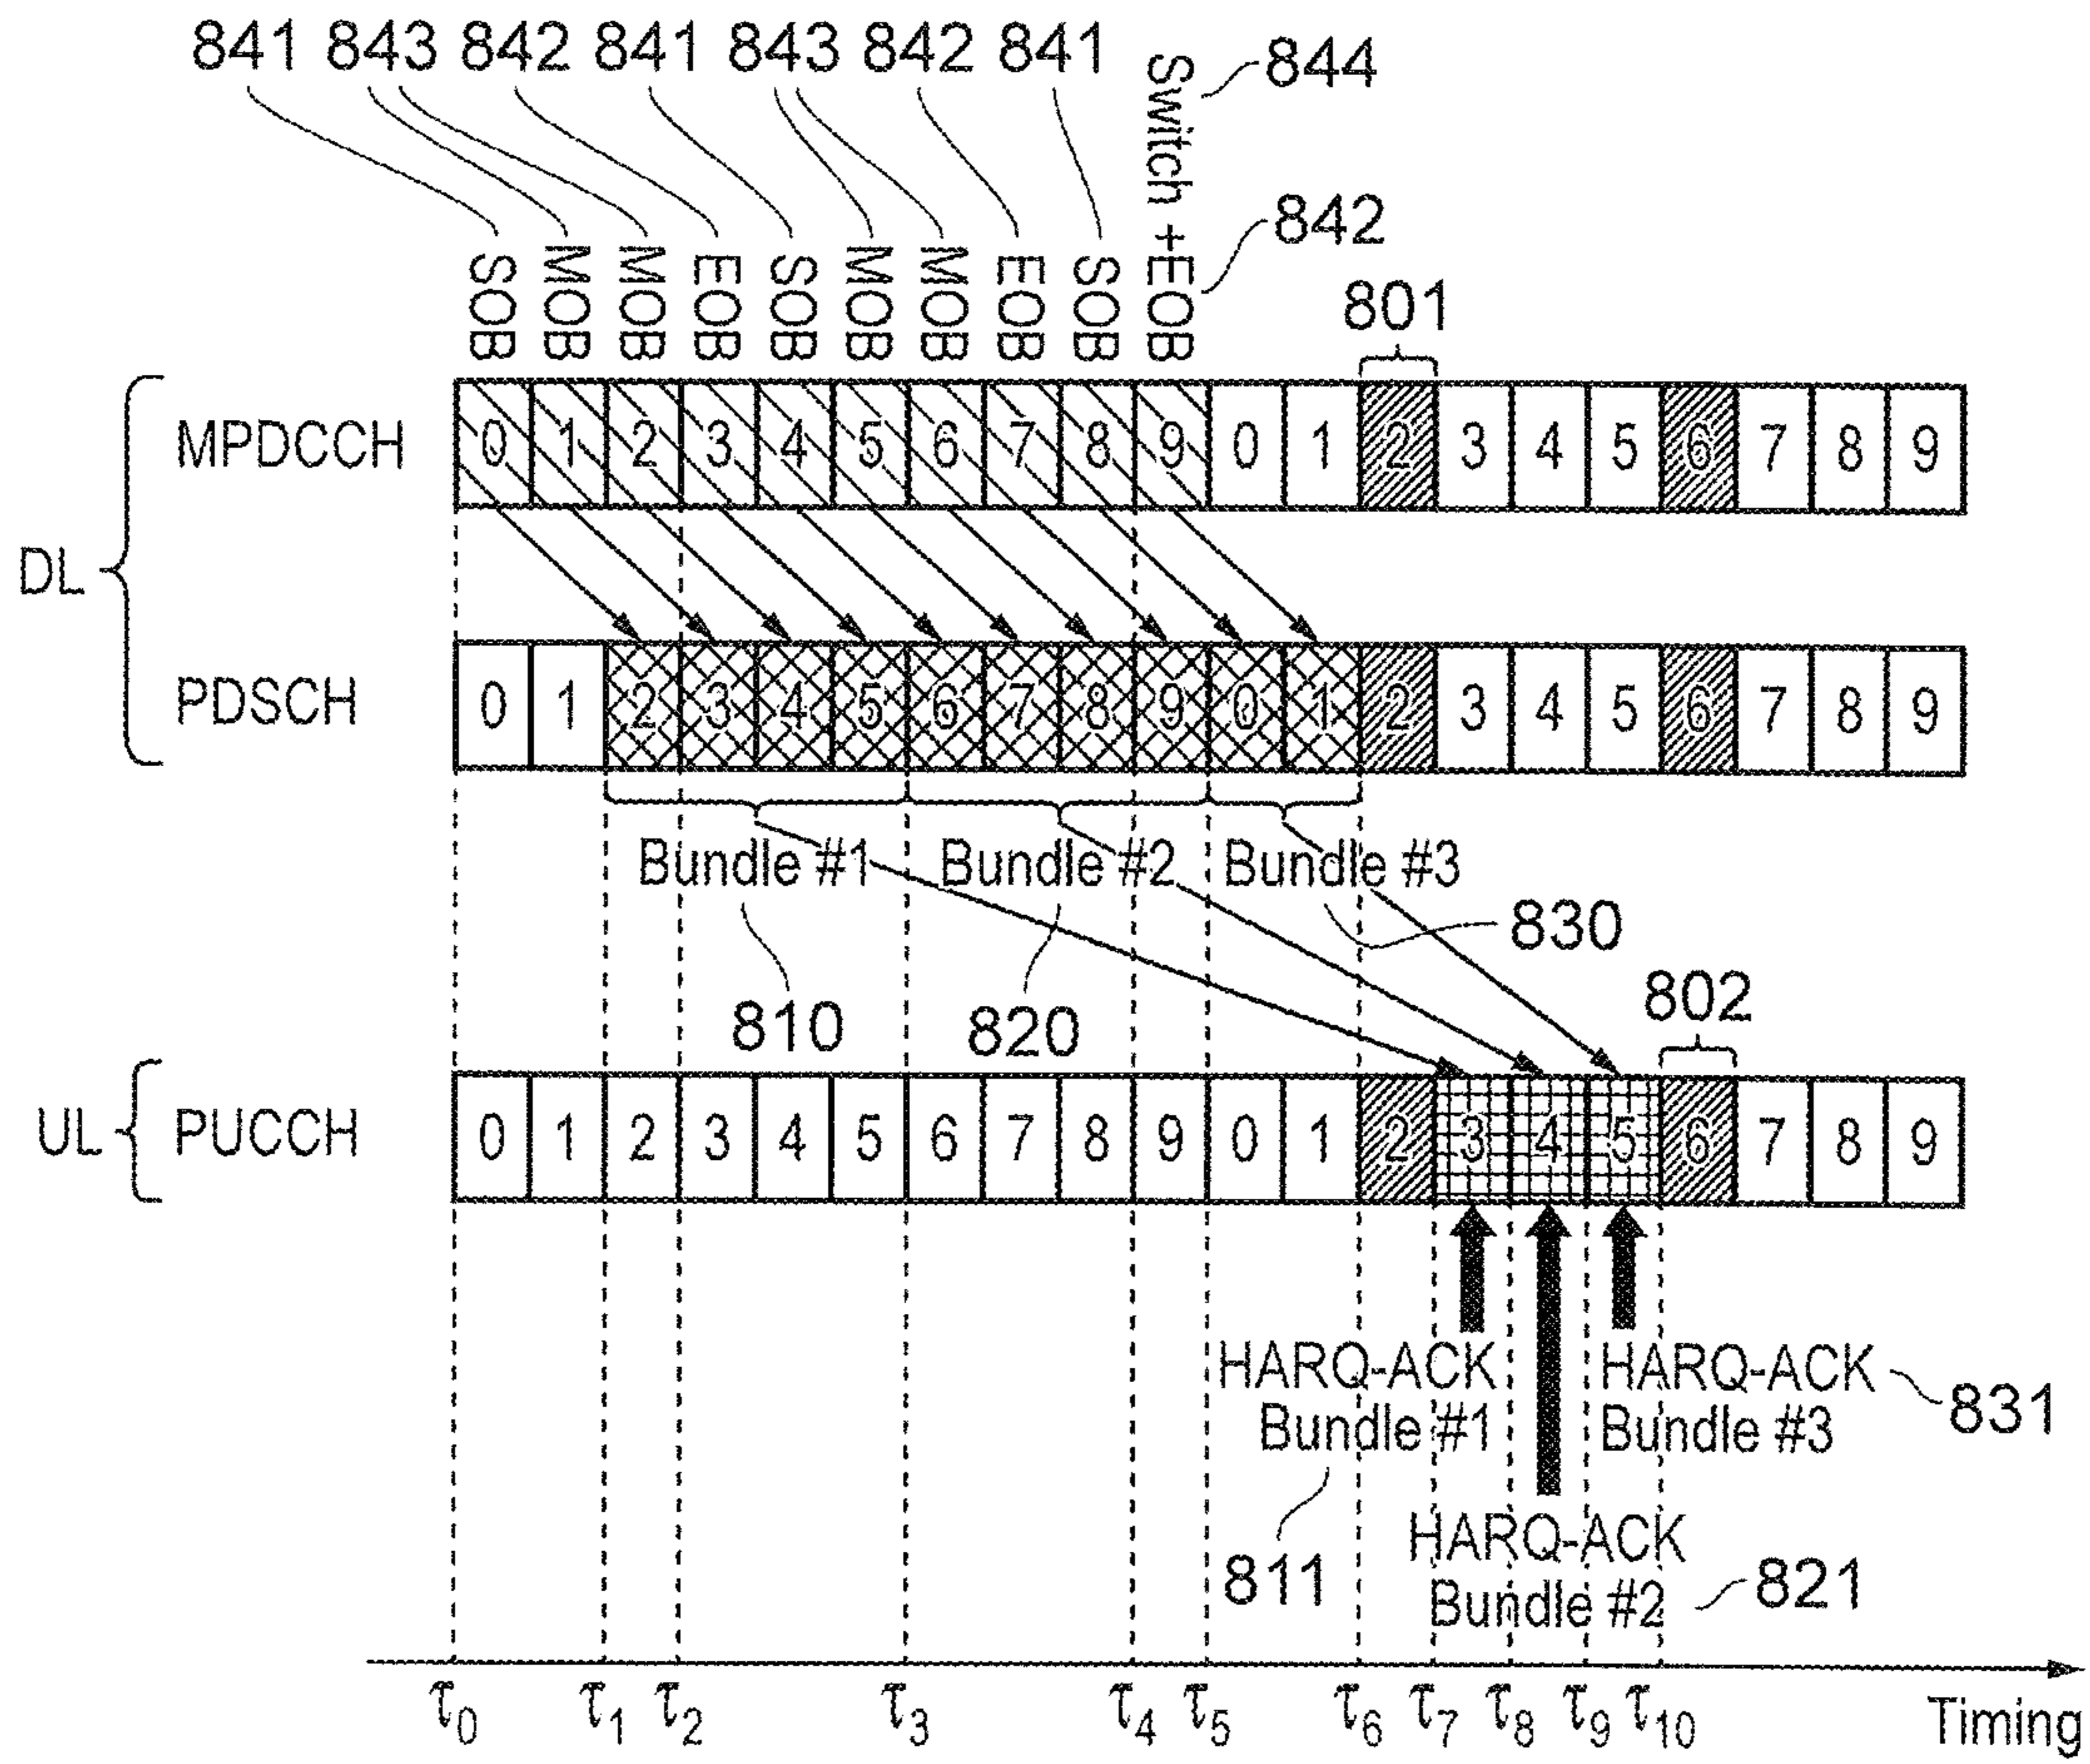 841 843 842 841 843 842 841
Switch +EOB
844
842
SOB MOB MOB EOB SOB MOB MOB EOB SOB
801
DL
MPDCCH 0 1 2 3 4 5 6 7 8 9 0 1 2 3 4 5 6 7 8 9
PDSCH 0 1 2 3 4 5 6 7 8 9 0 1 2 3 4 5 6 7 8 9
Bundle #1 Bundle #2 Bundle #3
830
810 820 802
UL PUCCH 0 1 2 3 4 5 6 7 8 9 0 1 2 3 4 5 6 7 8 9
HARQ-ACK
Bundle #1
HARQ-ACK
Bundle #3
831
811
HARQ-ACK
Bundle #2
821
τ0 τ1 τ2 τ3 τ4 τ5 τ6 τ7 τ8 τ9 τ10 Timing